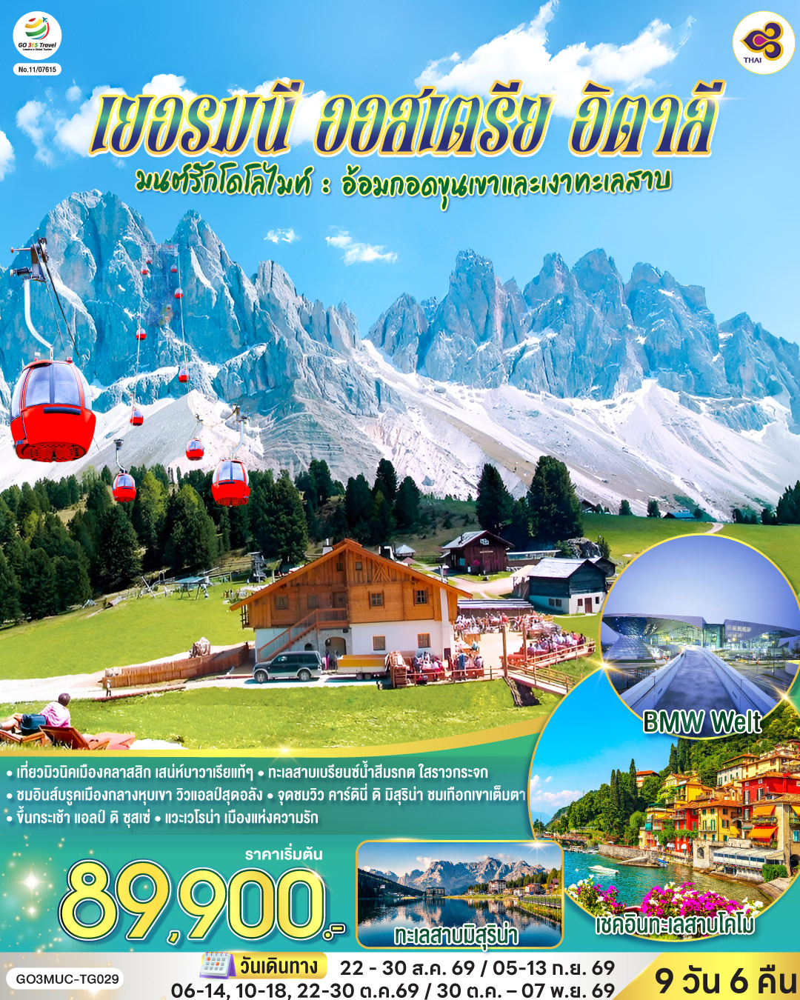 GO 365 Travel
Leaders in Global Tourism
No.11/07615
THAI
เยอรมนี ออสเตรีย อิตาลี
มนต์รักโดโลไมท์ : อ้อมกอดขุนเขาและเงาทะเลสาบ
BMW Welt
• เที่ยวมิวนิคเมืองคลาสสิก เสน่ห์บาวาเรียแท้ๆ • ทะเลสาบเบรียนซ์น้ำสีมรกต ใสราวกระจก
• ชมอินส์บรูคเมืองกลางหุบเขา วิวแอลป์สุดอลัง • จุดชมวิว คาร์ดินี่ ดิ มิสุริน่า ชมเทือกเขาเต็มตา
• ขึ้นกระเช้า แอลป์ ดิ ซุสเซ่ • แวะเวโรน่า เมืองแห่งความรัก
ราคาเริ่มต้น
89,900.-
ทะเลสาบมิสุริน่า
เช็คอินทะเลสาบโคโม
GO3MUC-TG029
วันเดินทาง 22 - 30 ส.ค. 69 / 05-13 ก.ย. 69
06-14, 10-18, 22-30 ต.ค.69 / 30 ต.ค. – 07 พ.ย. 69
9 วัน 6 คืน